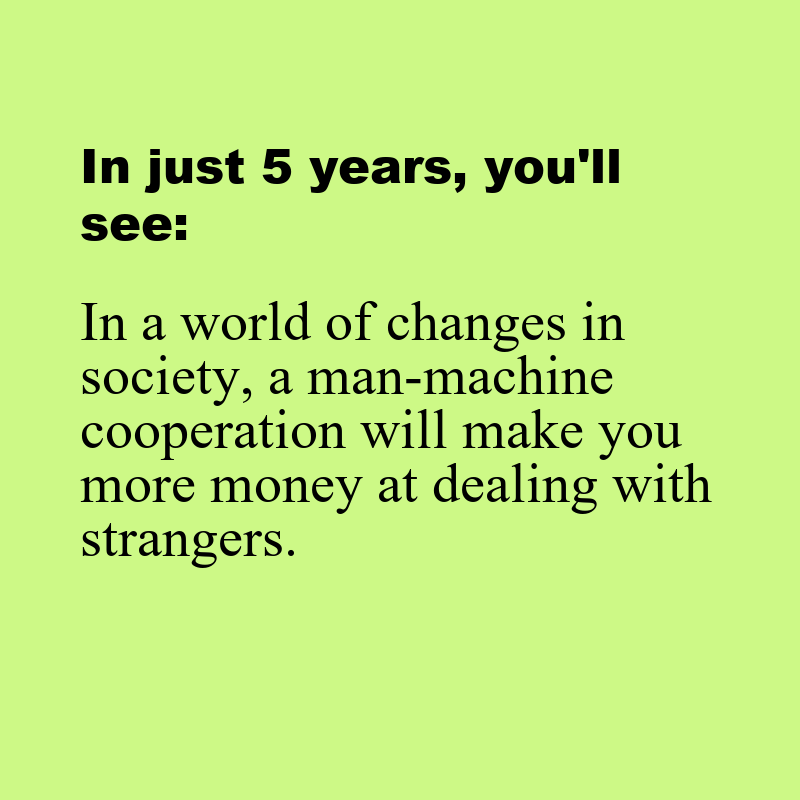 In just 5 years, you'll
see:
In a world of changes in
society, a man-machine
cooperation will make you
more money at dealing with
strangers.